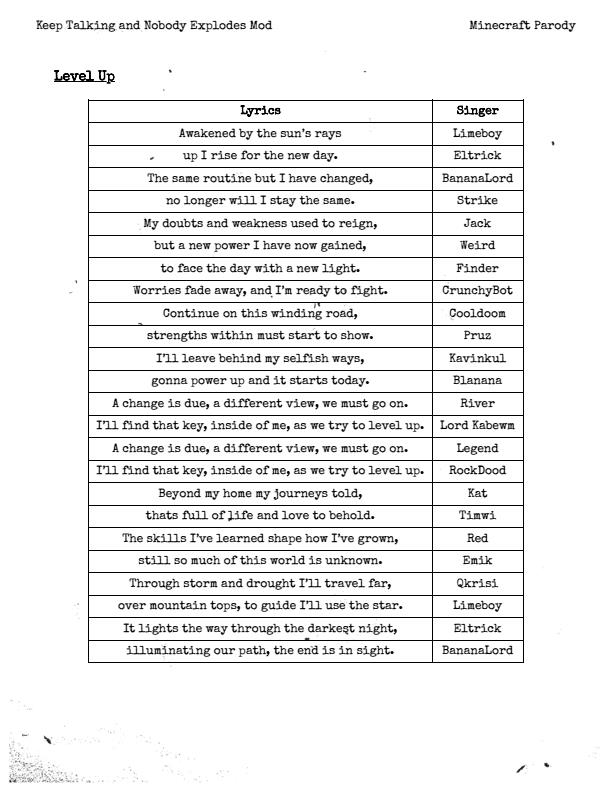 Keep Talking and Nobody Explodes Mod Minecraft Parody
Level Up
Lyrics Singer
Awakened by the sun's rays Limeboy
up I rise for the new day. Eltrick
The same routine but I have changed, BananaLord
no longer will I stay the same. Strike
My doubts and weakness used to reign, Jack
but a new power I have now gained, Weird
to face the day with a new light. Finder
Worries fade away, and I'm ready to fight. CrunchyBot
Continue on this winding road, Cooldoom
strengths within must start to show. Pruz
I'll leave behind my selfish ways, Kavinkul
gonna power up and it starts today. Blanana
A change is due, a different view, we must go on. River
I'll find that key, inside of me, as we try to level up. Lord Kabewm
A change is due, a different view, we must go on. Legend
I'll find that key, inside of me, as we try to level up. RockDood
Beyond my home my journeys told, Kat
thats full of life and love to behold. Timwi
The skills I've learned shape how I've grown, Red
still so much of this world is unknown. Emik
Through storm and drought I'll travel far, Qkrisi
over mountain tops, to guide I'll use the star. Limeboy
It lights the way through the darkest night, Eltrick
illuminating our path, the end is in sight. BananaLord